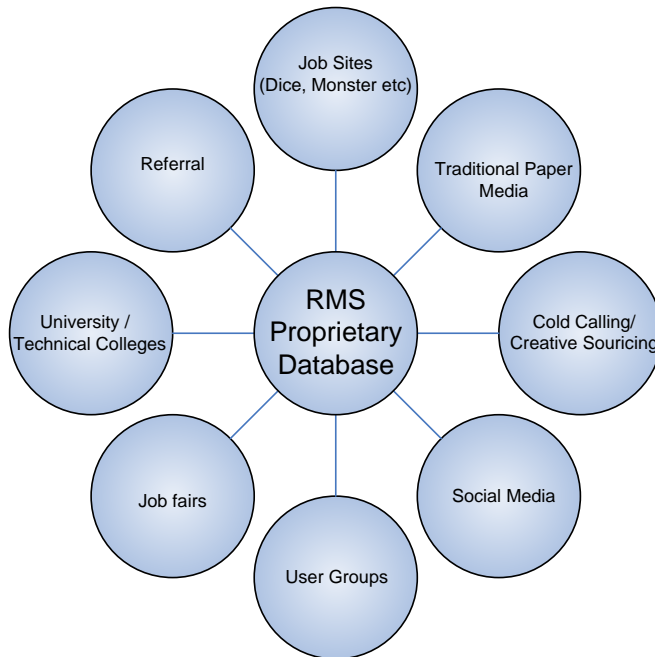 Job Sites
(Dice, Monster etc)
Traditional Paper
Media
Cold Calling/
Creative Souricing
Social Media
User Groups
Job fairs
University /
Technical Colleges
Referral
RMS
Proprietary
Database